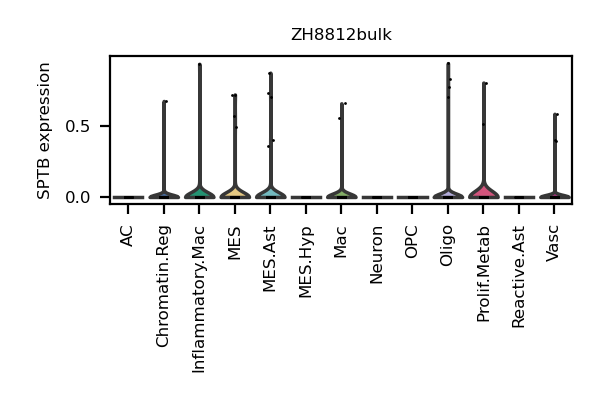 ZH8812bulk
SPTB expression
0.5
0.0
AC
Chromatin.Reg
Inflammatory.Mac
MES
MES.Ast
MES.Hyp
Mac
Neuron
OPC
Oligo
Prolif.Metab
Reactive.Ast
Vasc